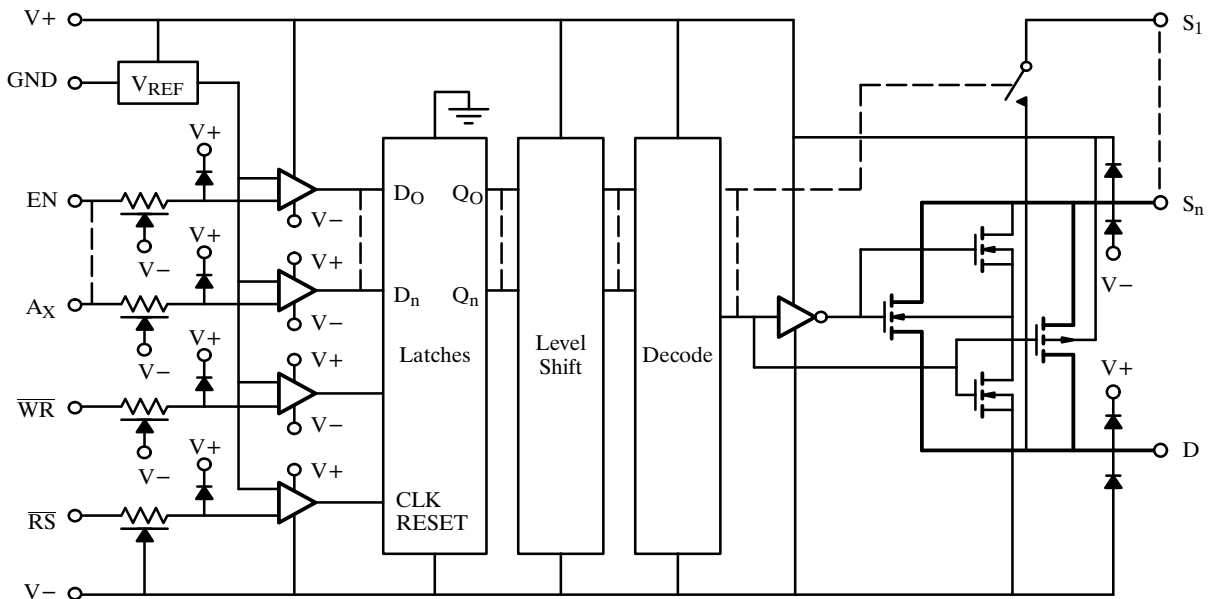 V+
S1
GND
VREF
V+
EN
DO
QO
V−
Sn
V−
V+
V+
V−
AX
Dn
Qn
V−
V−
Latches
Level
Shift
Decode
V+
V+
V+
WR
V−
V−
V+
V+
D
CLK
RESET
RS
V−